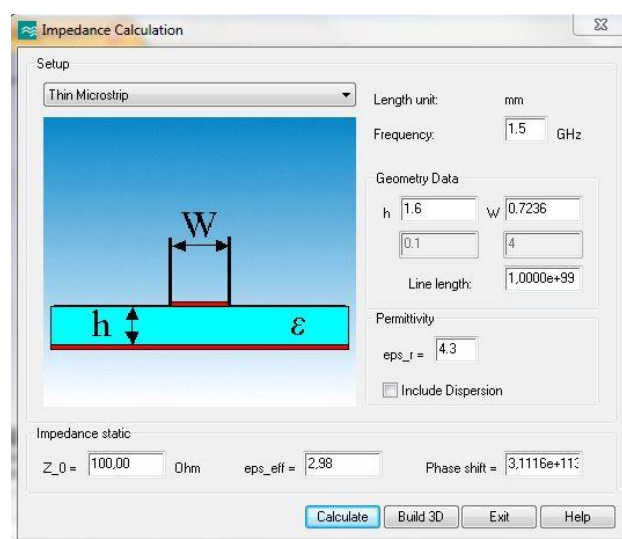 Impedance Calculation
Setup
Thin Microstrip
Length unit: mm
Frequency: 1.5 GHz
Geometry Data
h 1.6 W 0.7236
0.1 4
Line length: 1,0000e+99
W
h ε
Permittivity
eps_r = 4.3
Include Dispersion
Impedance static
Z_0 = 100,00 Ohm eps_eff = 2,98 Phase shift = 3,1116e+113
Calculate Build 3D Exit Help